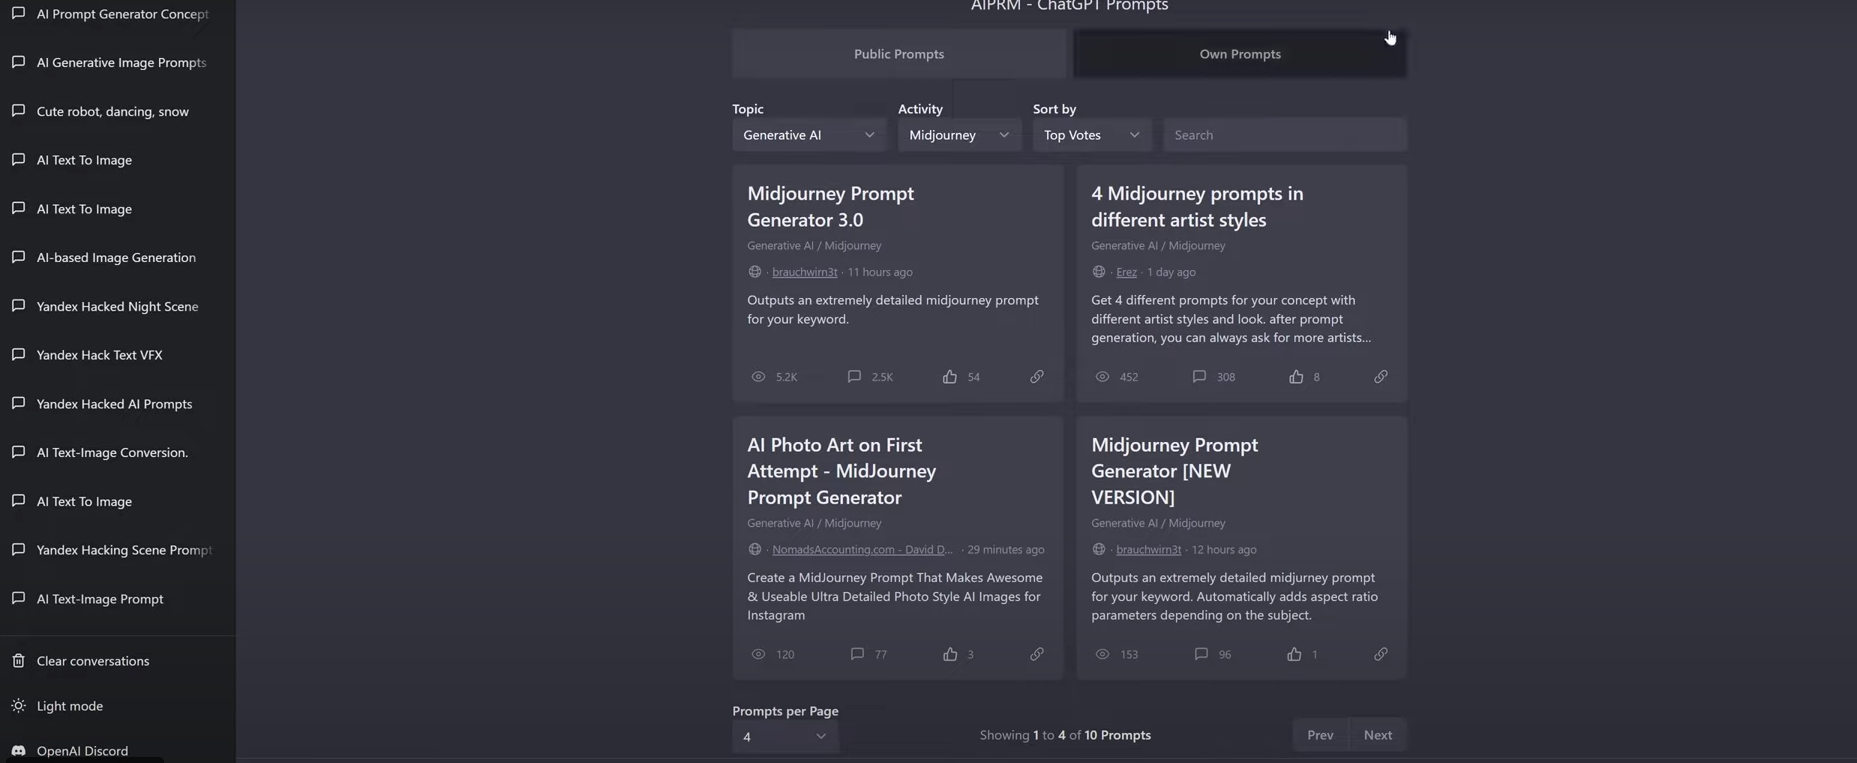 AI Prompt Generator Concept
AI Generative Image Prompts
Cute robot, dancing, snow
AI Text To Image
AI Text To Image
AI-based Image Generation
Yandex Hacked Night Scene
Yandex Hack Text VFX
Yandex Hacked AI Prompts
AI Text-Image Conversion.
AI Text To Image
Yandex Hacking Scene Prompt
AI Text-Image Prompt
Clear conversations
Light mode
OpenAI Discord
AIPRM - ChatGPT Prompts
Public Prompts
Own Prompts
Topic
Activity
Sort by
Generative AI
Midjourney
Top Votes
Search
Midjourney Prompt
Generator 3.0
Generative AI / Midjourney
· brauchwirn3t · 11 hours ago
Outputs an extremely detailed midjourney prompt
for your keyword.
5.2K
2.5K
54
4 Midjourney prompts in
different artist styles
Generative AI / Midjourney
· Erez · 1 day ago
Get 4 different prompts for your concept with
different artist styles and look. after prompt
generation, you can always ask for more artists...
452
308
8
AI Photo Art on First
Attempt - MidJourney
Prompt Generator
Generative AI / Midjourney
· NomadsAccounting.com - David D... · 29 minutes ago
Create a MidJourney Prompt That Makes Awesome
& Useable Ultra Detailed Photo Style AI Images for
Instagram
120
77
3
Midjourney Prompt
Generator [NEW
VERSION]
Generative AI / Midjourney
· brauchwirn3t · 12 hours ago
Outputs an extremely detailed midjurney prompt
for your keyword. Automatically adds aspect ratio
parameters depending on the subject.
153
96
1
Prompts per Page
4
Showing 1 to 4 of 10 Prompts
Prev
Next